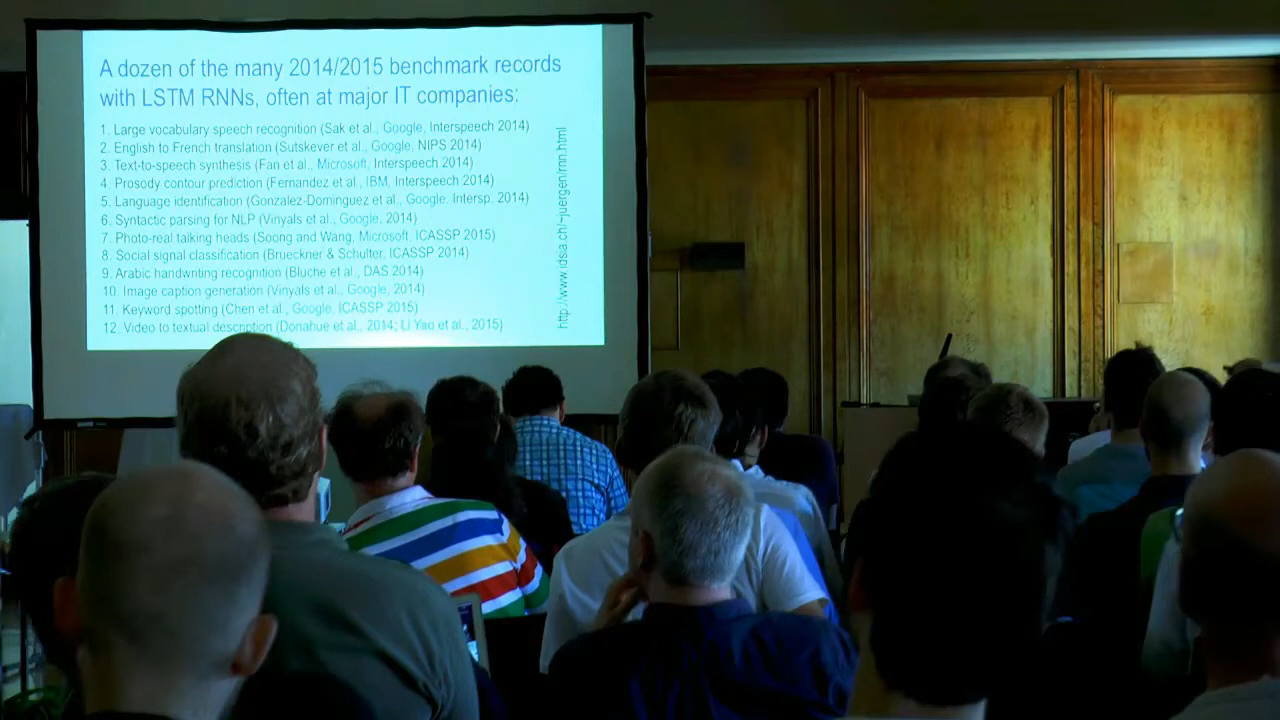 A dozen of the many 2014/2015 benchmark records
with LSTM RNNs, often at major IT companies:
1. Large vocabulary speech recognition (Sak et al., Google, Interspeech 2014)
2. English to French translation (Sutskever et al., Google, NIPS 2014)
3. Text-to-speech synthesis (Fan et al., Microsoft, Interspeech 2014)
4. Prosody contour prediction (Fernandez et al., IBM, Interspeech 2014)
5. Language identification (Gonzalez-Dominguez et al., Google, Intersp. 2014)
6. Syntactic parsing for NLP (Vinyals et al., Google, 2014)
7. Photo-real talking heads (Soong and Wang, Microsoft, ICASSP 2015)
8. Social signal classification (Brueckner & Schulter, ICASSP 2014)
9. Arabic handwriting recognition (Bluche et al., DAS 2014)
10. Image caption generation (Vinyals et al., Google, 2014)
11. Keyword spotting (Chen et al., Google, ICASSP 2015)
12. Video to textual description (Donahue et al., 2014; Li Yao et al., 2015)
http://www.idsia.ch/~juergen/rnn.html